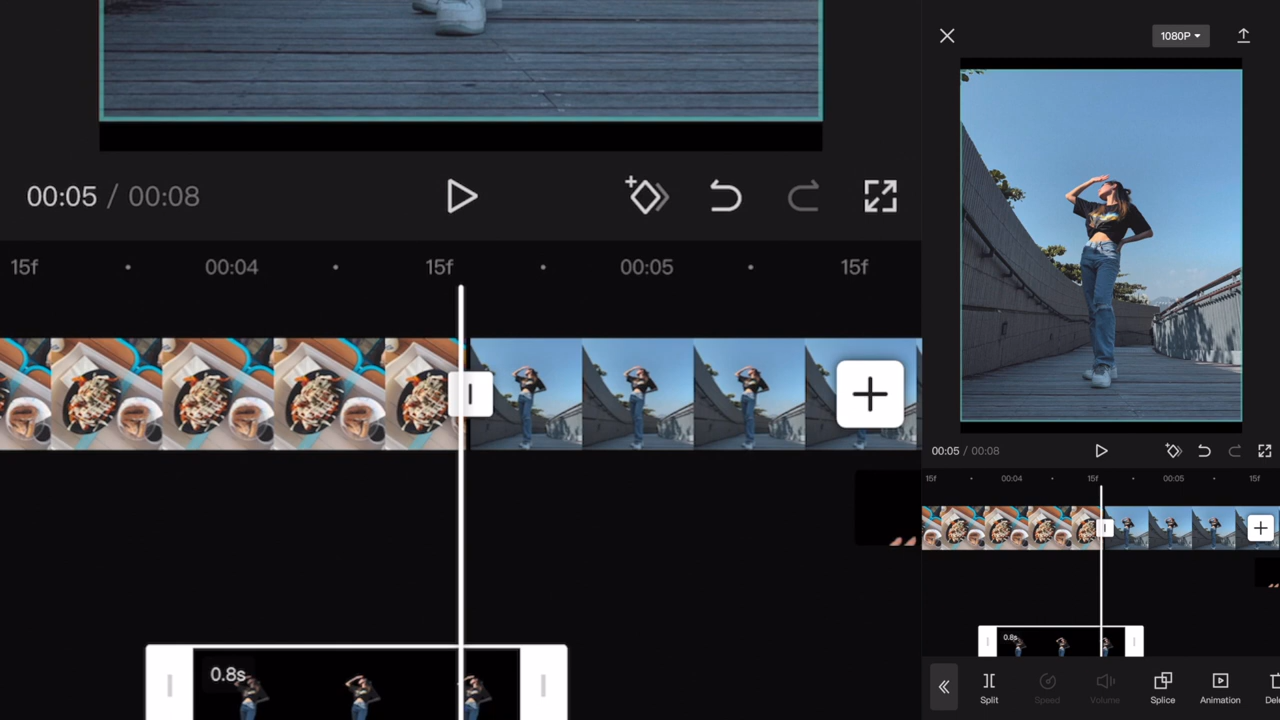 00:05 / 00:08
15f
00:04
15f
00:05
15f
0.8s
1080P
00:05 / 00:08
15f
00:04
15f
00:05
15f
0.8s
Split
Speed
Volume
Splice
Animation